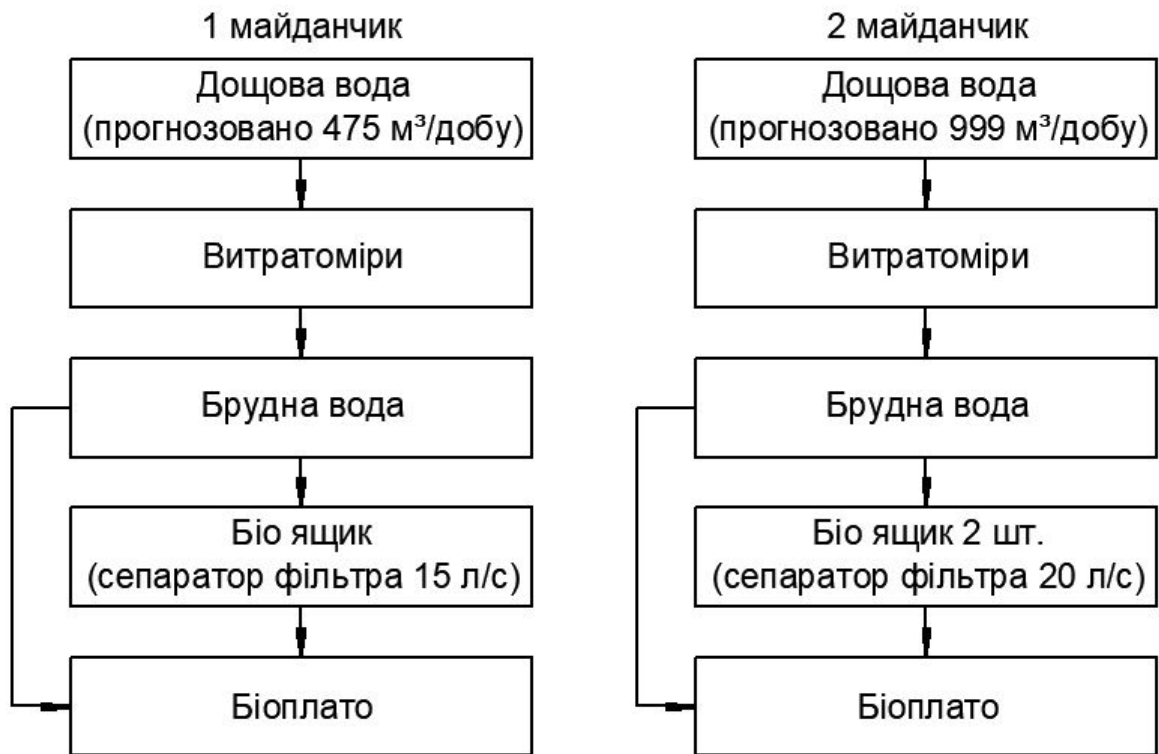 1 майданчик
Дощова вода
(прогнозовано 475 м³/добу)
Витратоміри
Брудна вода
Біо ящик
(сепаратор фільтра 15 л/с)
Біоплато
2 майданчик
Дощова вода
(прогнозовано 999 м³/добу)
Витратоміри
Брудна вода
Біо ящик 2 шт.
(сепаратор фільтра 20 л/с)
Біоплато